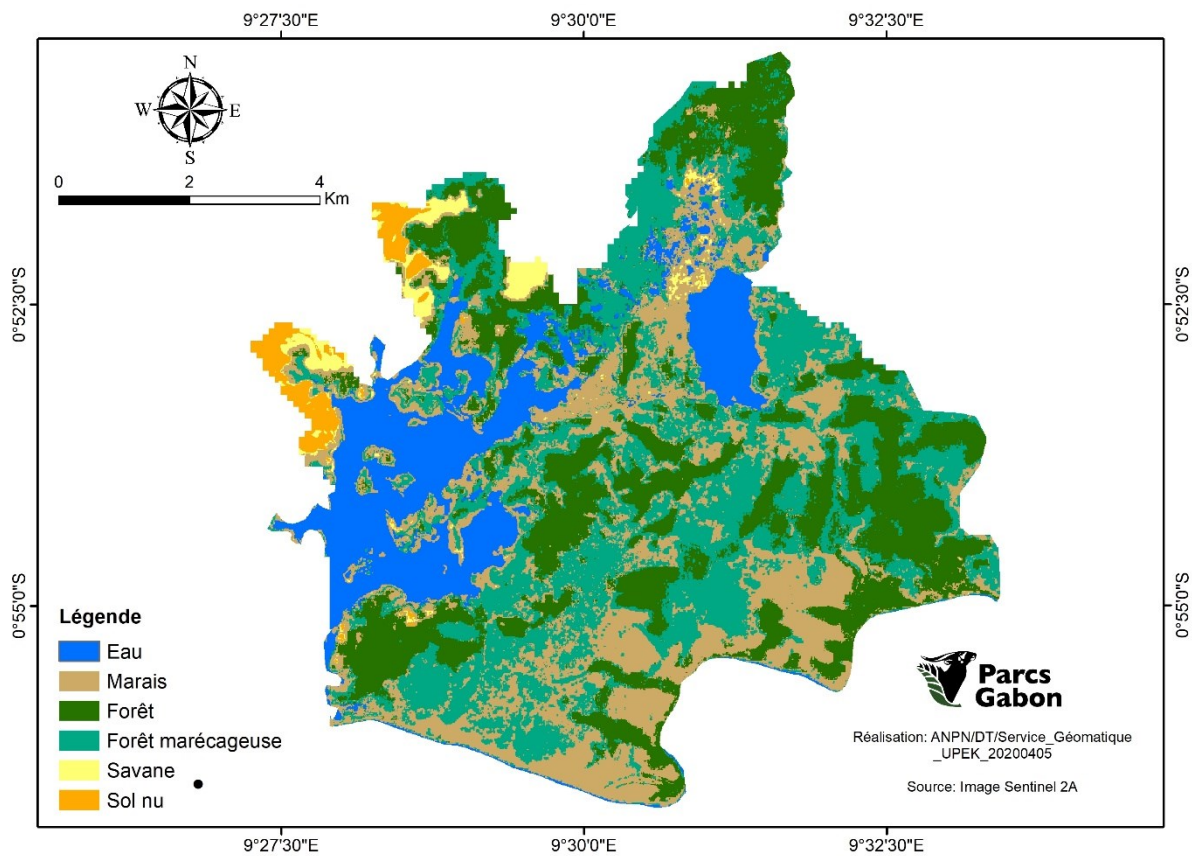 9°27'30"E 9°30'0"E 9°32'30"E
N
W E
S
0 2 4
Km
0°52'30"S 0°52'30"S
0°55'0"S 0°55'0"S
Légende
Eau
Marais
Forêt
Forêt marécageuse
Savane
Sol nu
Parcs
Gabon
Réalisation: ANPN/DT/Service_Géomatique
_UPEK_20200405
Source: Image Sentinel 2A
9°27'30"E 9°30'0"E 9°32'30"E